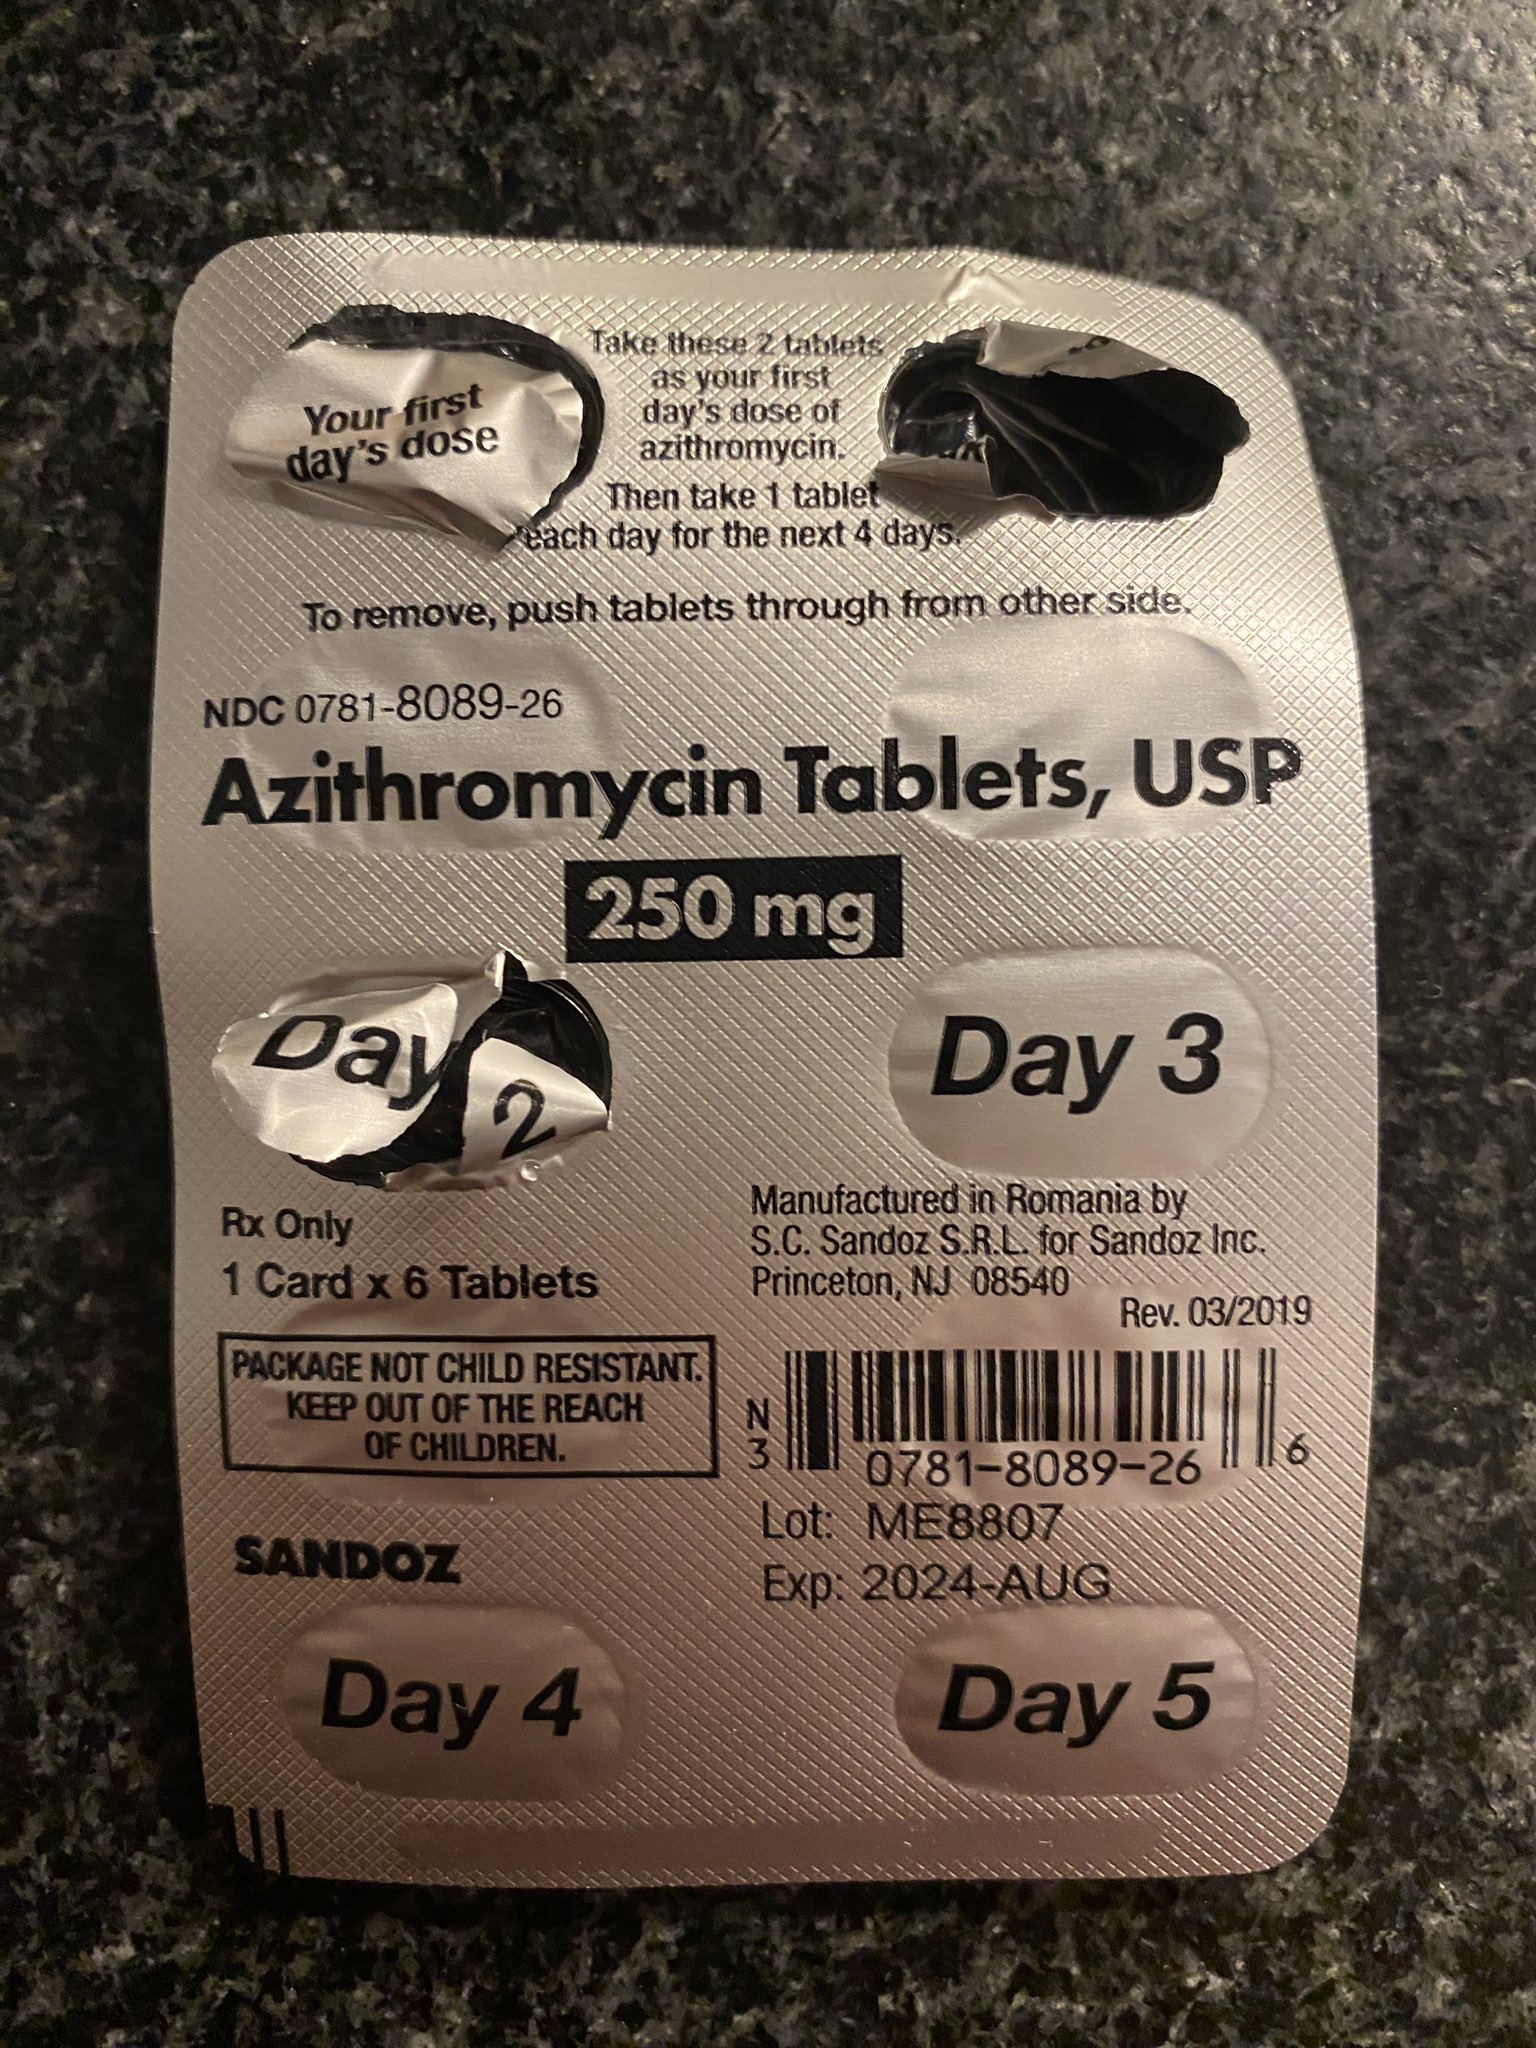 Your first
day's dose
Take these 2 tablets
as your first
day's dose of
azithromycin.
Then take 1 tablet
each day for the next 4 days.
To remove, push tablets through from other side.
NDC 0781-8089-26
Azithromycin Tablets, USP
250 mg
Day 2
Day 3
Rx Only
1 Card x 6 Tablets
Manufactured in Romania by
S.C. Sandoz S.R.L. for Sandoz Inc.
Princeton, NJ 08540
Rev. 03/2019
PACKAGE NOT CHILD RESISTANT.
KEEP OUT OF THE REACH
OF CHILDREN.
N
3
0781-8089-26
6
Lot: ME8807
Exp: 2024-AUG
SANDOZ
Day 4
Day 5